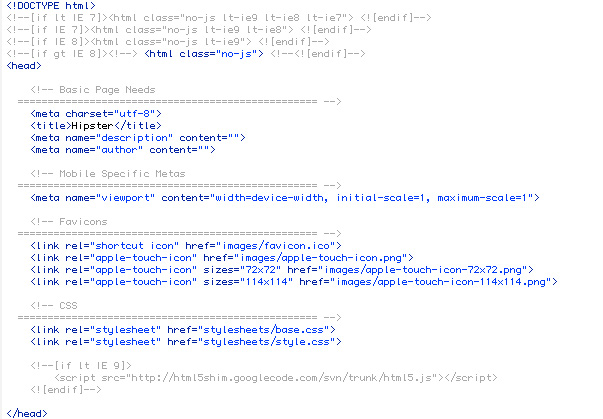 <!DOCTYPE html>
<!--[if lt IE 7]><html class="no-js lt-ie9 lt-ie8 lt-ie7"> <![endif]-->
<!--[if IE 7]><html class="no-js lt-ie9 lt-ie8"> <![endif]-->
<!--[if IE 8]><html class="no-js lt-ie9"> <![endif]-->
<!--[if gt IE 8]><!--> <html class="no-js"> <!--<![endif]-->
<head>
<!-- Basic Page Needs
================================================== -->
<meta charset="utf-8">
<title>Hipster</title>
<meta name="description" content="">
<meta name="author" content="">
<!-- Mobile Specific Metas
================================================== -->
<meta name="viewport" content="width=device-width, initial-scale=1, maximum-scale=1">
<!-- Favicons
================================================== -->
<link rel="shortcut icon" href="images/favicon.ico">
<link rel="apple-touch-icon" href="images/apple-touch-icon.png">
<link rel="apple-touch-icon" sizes="72x72" href="images/apple-touch-icon-72x72.png">
<link rel="apple-touch-icon" sizes="114x114" href="images/apple-touch-icon-114x114.png">
<!-- CSS
================================================== -->
<link rel="stylesheet" href="stylesheets/base.css">
<link rel="stylesheet" href="stylesheets/style.css">
<!--[if lt IE 9]>
<script src="http://html5shim.googlecode.com/svn/trunk/html5.js"></script>
<![endif]-->
</head>